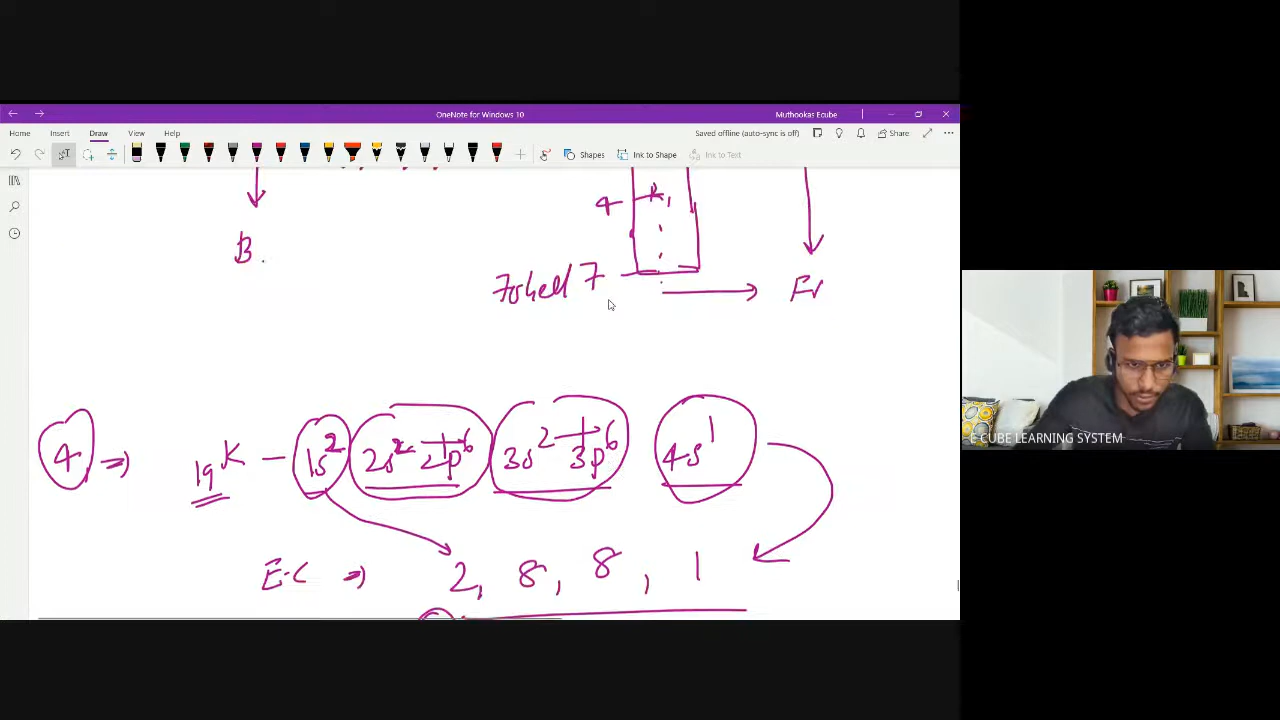 OneNote for Windows 10
Muthookas Ecube
Home Insert Draw View Help
Saved offline (auto-sync is off)
Share
Shapes
Ink to Shape
Ink to Text
4 K,
B.
7shell 7
Fr
4. ⇒ 19K – 1s² 2s² 2p⁶ 3s² 3p⁶ 4s¹
E.C ⇒ 2, 8, 8, 1
E CUBE LEARNING SYSTEM